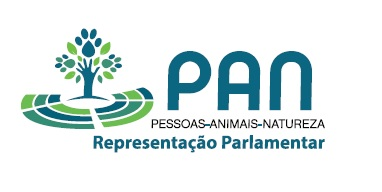 PAN
PESSOAS-ANIMAIS-NATUREZA
Representação Parlamentar